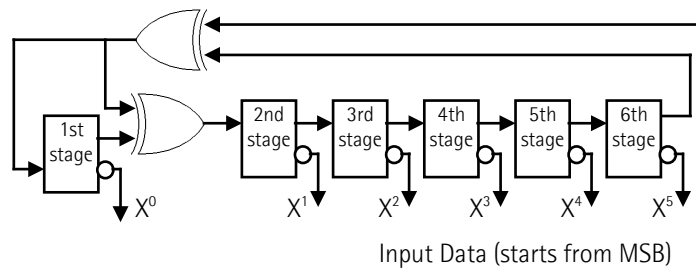 1st stage
2nd stage
3rd stage
4th stage
5th stage
6th stage
X⁰
X¹
X²
X³
X⁴
X⁵
Input Data (starts from MSB)